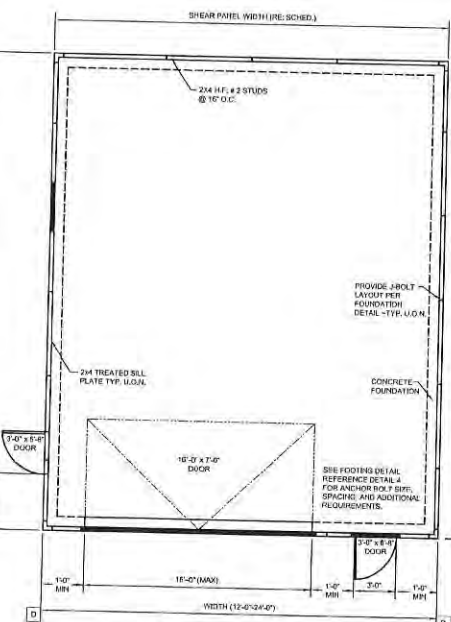 SHEAR PANEL WIDTH (RE: SCHED.)
2X4 H.F. # 2 STUDS
@ 16" O.C.
PROVIDE J-BOLT
LAYOUT PER
FOUNDATION
DETAIL -TYP. U.O.N.
2x4 TREATED SILL
PLATE TYP. U.O.N.
CONCRETE
FOUNDATION
3'-0" x 6'-8"
DOOR
16'-0" x 7'-0"
DOOR
SEE FOOTING DETAIL
REFERENCE DETAIL 4
FOR ANCHOR BOLT SIZE,
SPACING, AND ADDITIONAL
REQUIREMENTS.
3'-0" x 6'-8"
DOOR
1'-0"
MIN
16'-0" (MAX)
1'-0"
MIN
3'-0"
1'-0"
MIN
WIDTH (12'-0"-24'-0")
D